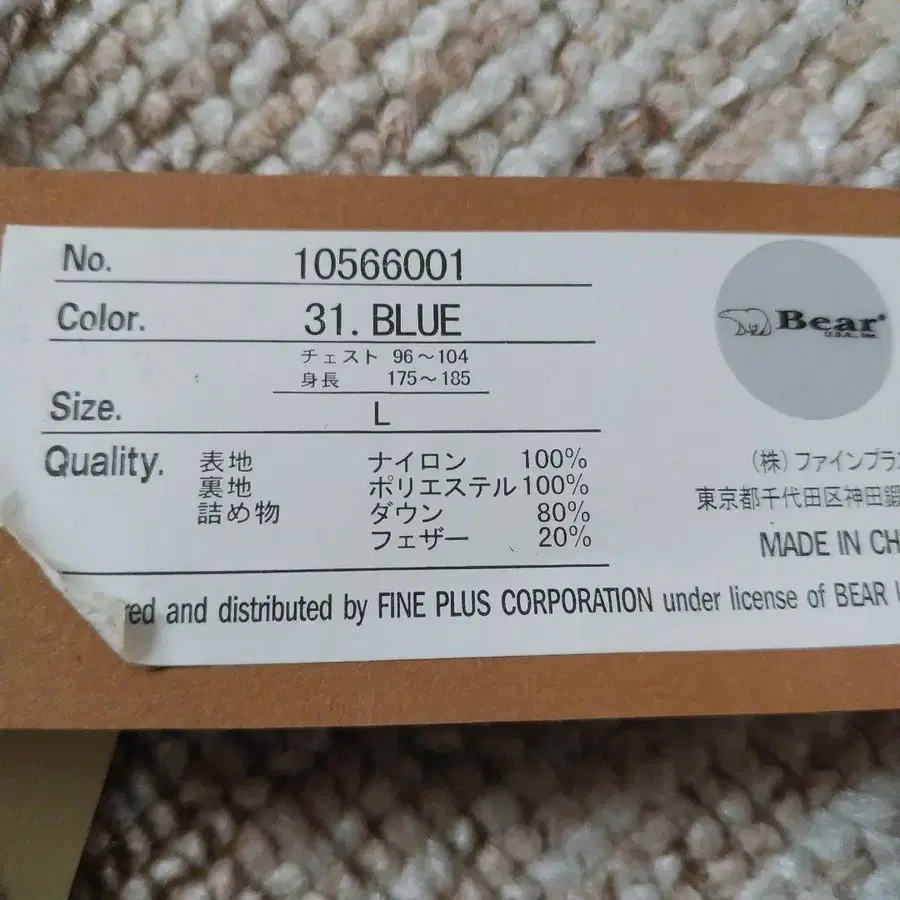 No. 10566001
Color. 31. BLUE
チェスト 96～104
身長 175～185
Size. L
Quality. 表地 ナイロン 100%
裏地 ポリエステル 100%
詰め物 ダウン 80%
フェザー 20%
Bear
U.S.A., Inc.
(株)ファインプラ
東京都千代田区神田鍛
MADE IN CH
red and distributed by FINE PLUS CORPORATION under license of BEAR